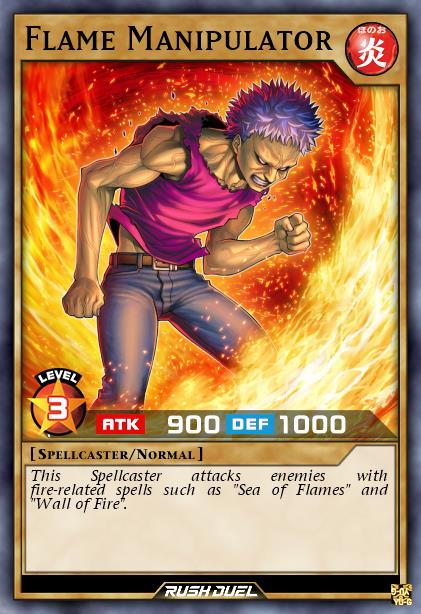 FLAME MANIPULATOR
ほのお
炎
LEVEL
3
ATK 900 DEF 1000
[SPELLCASTER/NORMAL]
This Spellcaster attacks enemies with
fire-related spells such as "Sea of Flames" and
"Wall of Fire".
RUSH DUEL